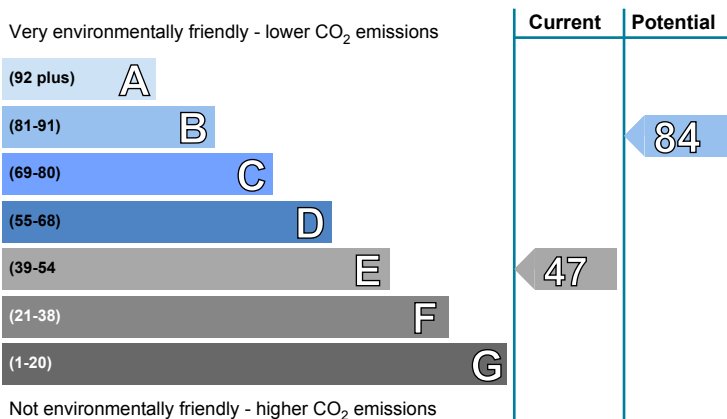 Very environmentally friendly - lower CO2 emissions
Current
Potential
(92 plus) A
(81-91) B
84
(69-80) C
(55-68) D
(39-54 E
47
(21-38) F
(1-20) G
Not environmentally friendly - higher CO2 emissions